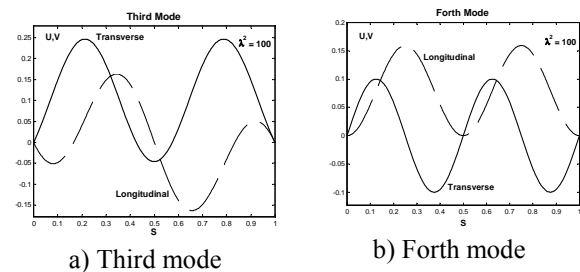 Third Mode
0.25
U,V
Transverse
λ² = 100
0.2
0.15
0.1
0.05
0
-0.05
-0.1
Longitudinal
-0.15
0 0.1 0.2 0.3 0.4 0.5 0.6 0.7 0.8 0.9 1
S
a) Third mode
Forth Mode
0.2
U,V
λ² = 100
Longitudinal
0.15
0.1
0.05
0
-0.05
Transverse
-0.1
0 0.1 0.2 0.3 0.4 0.5 0.6 0.7 0.8 0.9 1
S
b) Forth mode